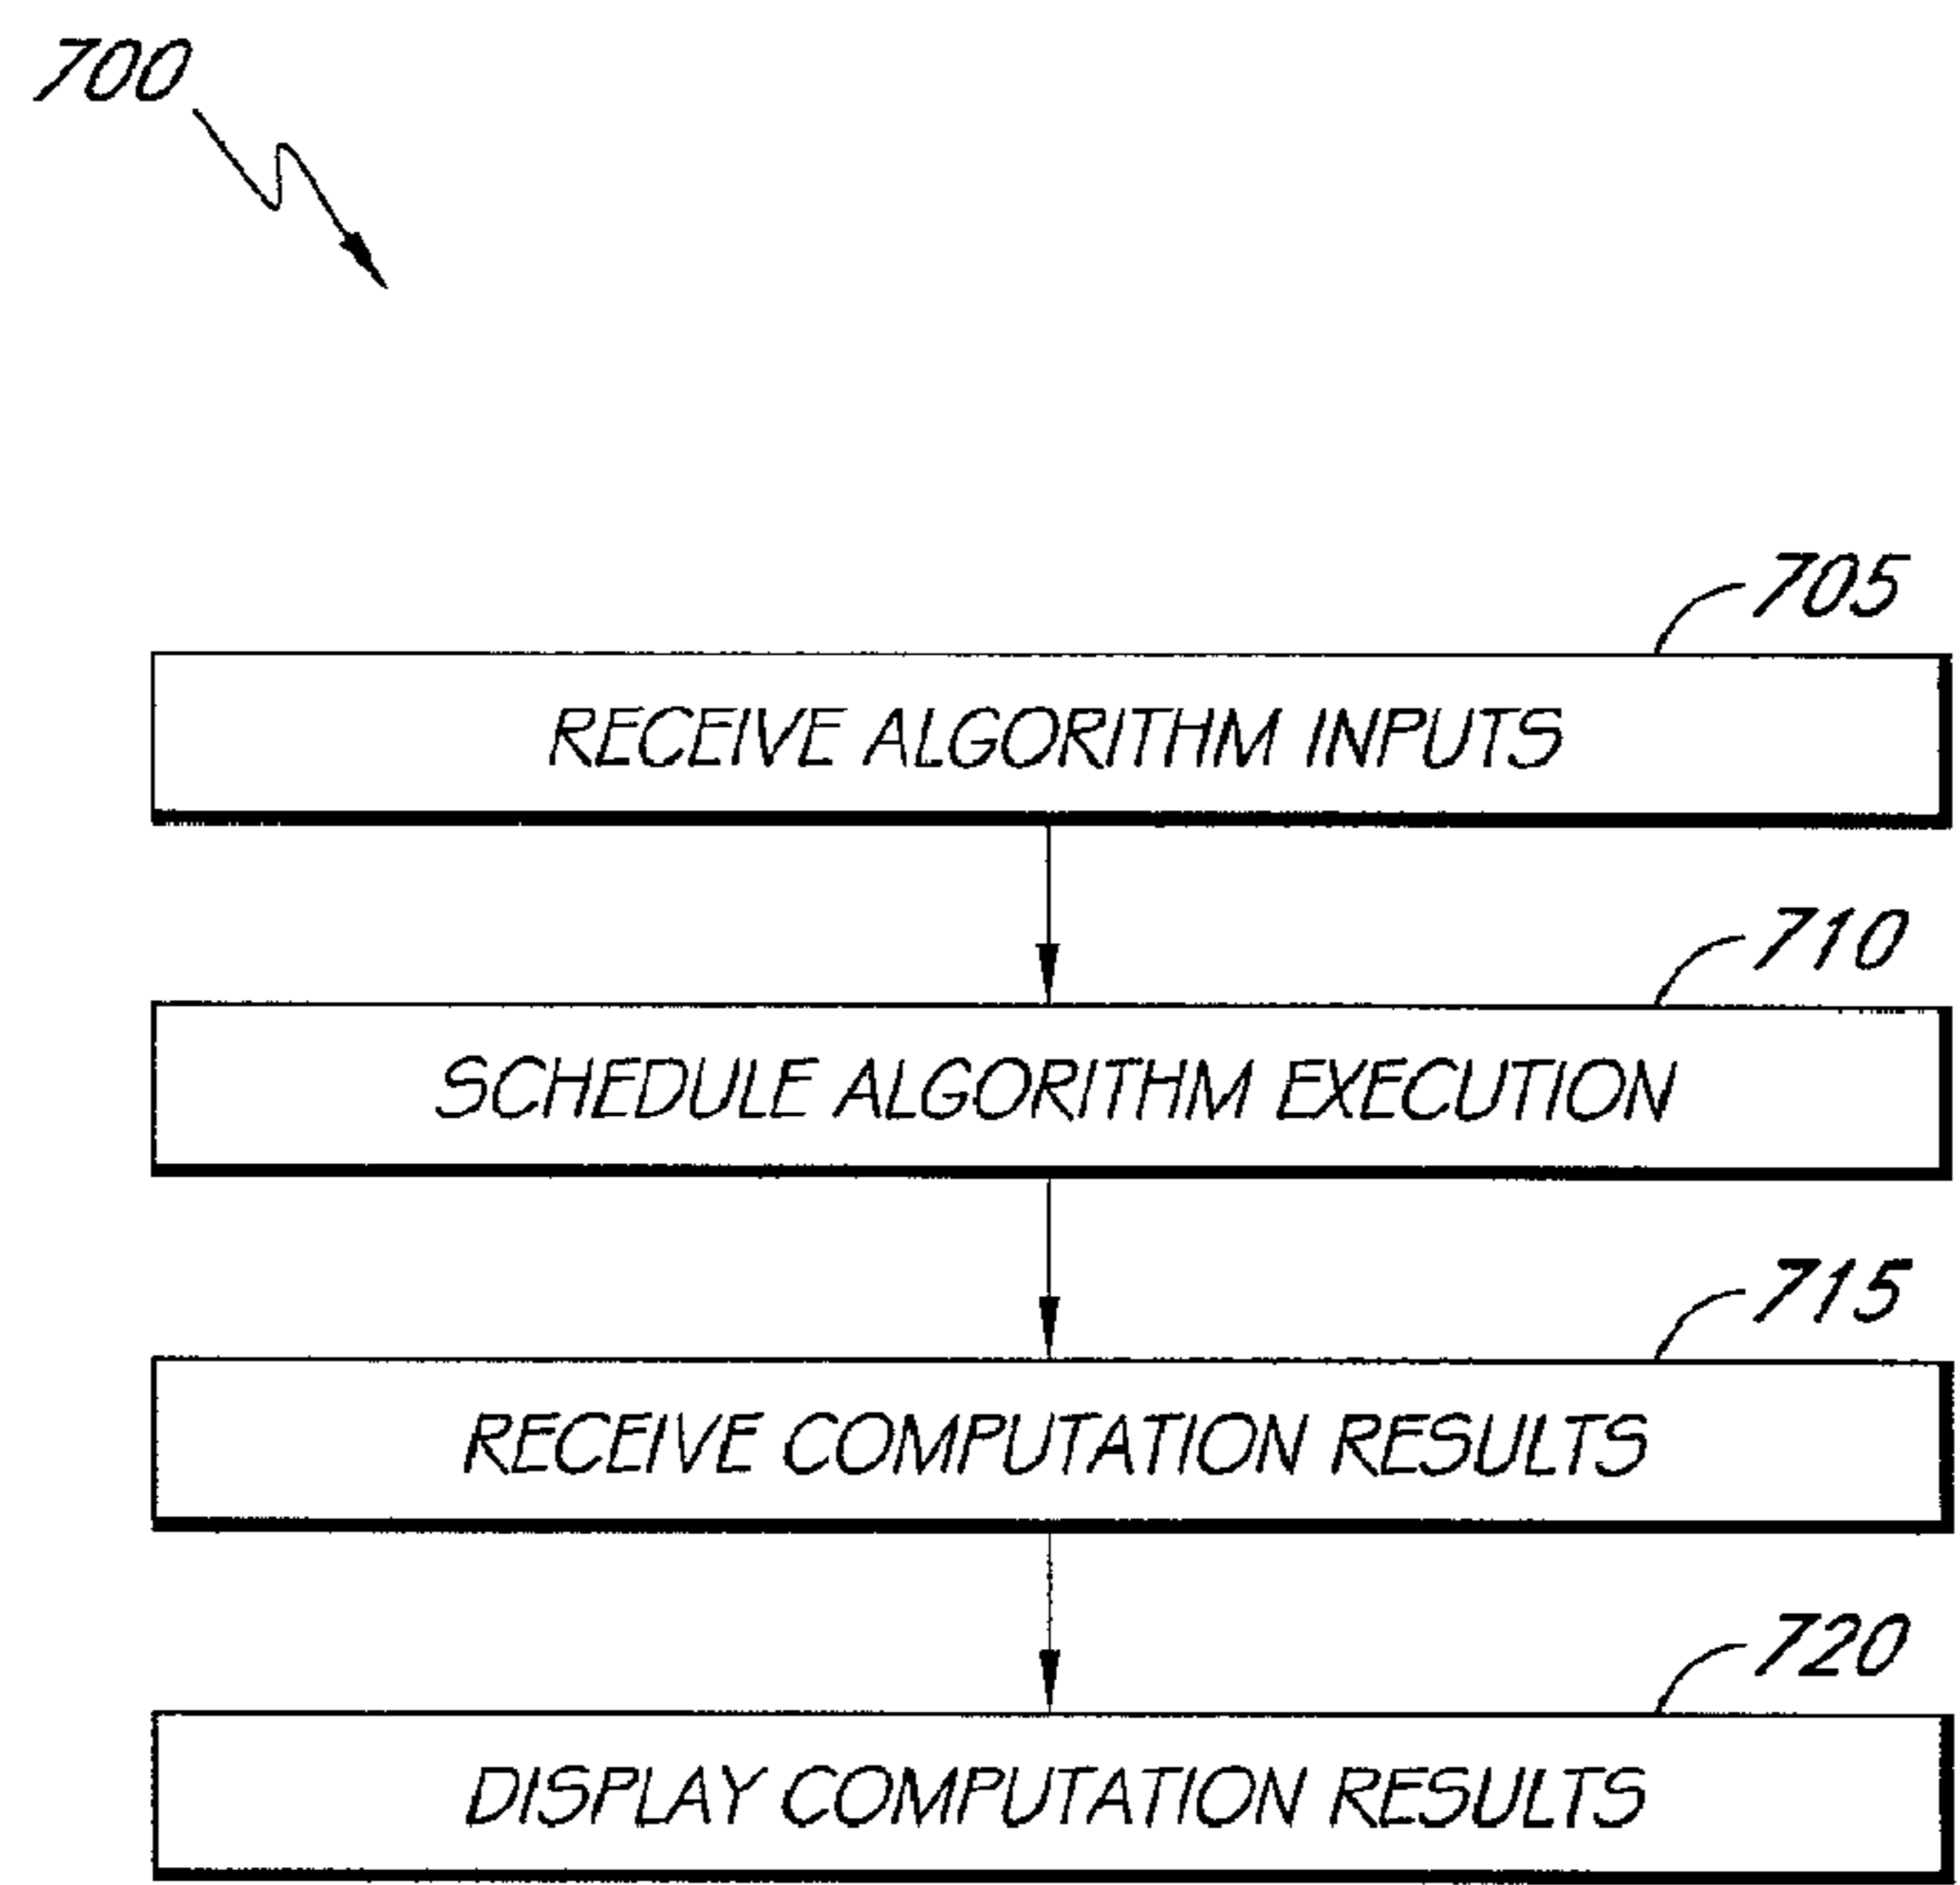 700
705
RECEIVE ALGORITHM INPUTS
710
SCHEDULE ALGORITHM EXECUTION
715
RECEIVE COMPUTATION RESULTS
720
DISPLAY COMPUTATION RESULTS